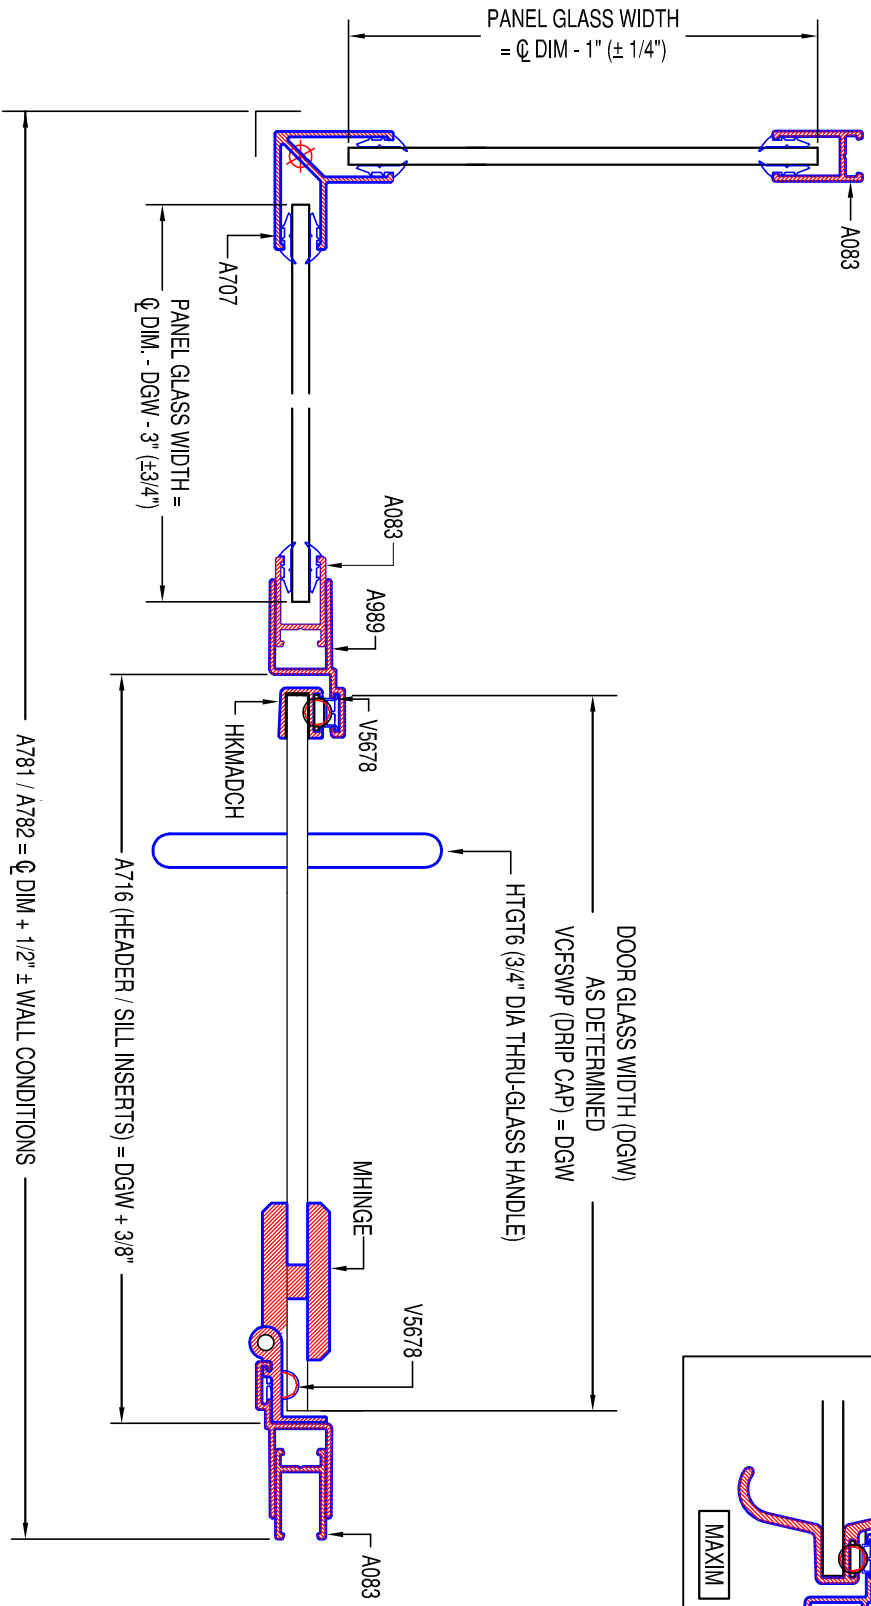 PANEL GLASS WIDTH
= ℄ DIM - 1" (± 1/4")
A083
A707
PANEL GLASS WIDTH =
℄ DIM. - DGW - 3" (±3/4")
A083
A989
V5678
HKMADCH
HTGT6 (3/4" DIA THRU-GLASS HANDLE)
DOOR GLASS WIDTH (DGW)
AS DETERMINED
VCFSWP (DRIP CAP) = DGW
MHINGE
V5678
A083
A716 (HEADER / SILL INSERTS) = DGW + 3/8"
A781 / A782 = ℄ DIM + 1/2" ± WALL CONDITIONS
MAXIM